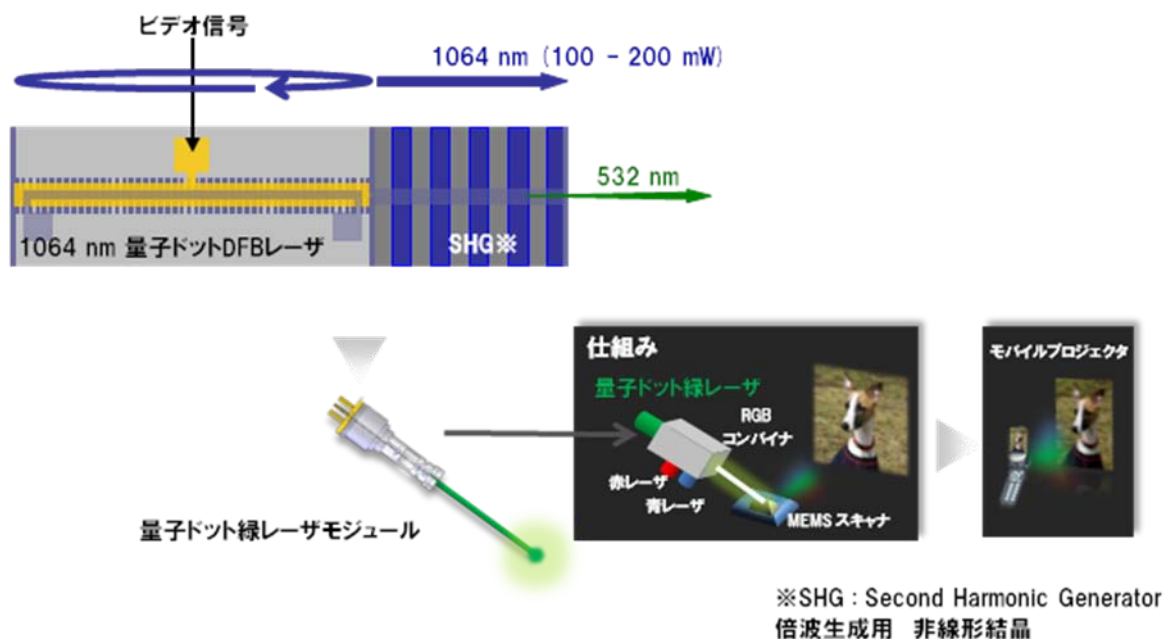 ビデオ信号
1064 nm (100 - 200 mW)
532 nm
1064 nm 量子ドットDFBレーザ
SHG※
仕組み
量子ドット緑レーザ
RGB
コンバイナ
赤レーザ
青レーザ
MEMS スキャナ
モバイルプロジェクタ
量子ドット緑レーザモジュール
※SHG : Second Harmonic Generator
倍波生成用 非線形結晶